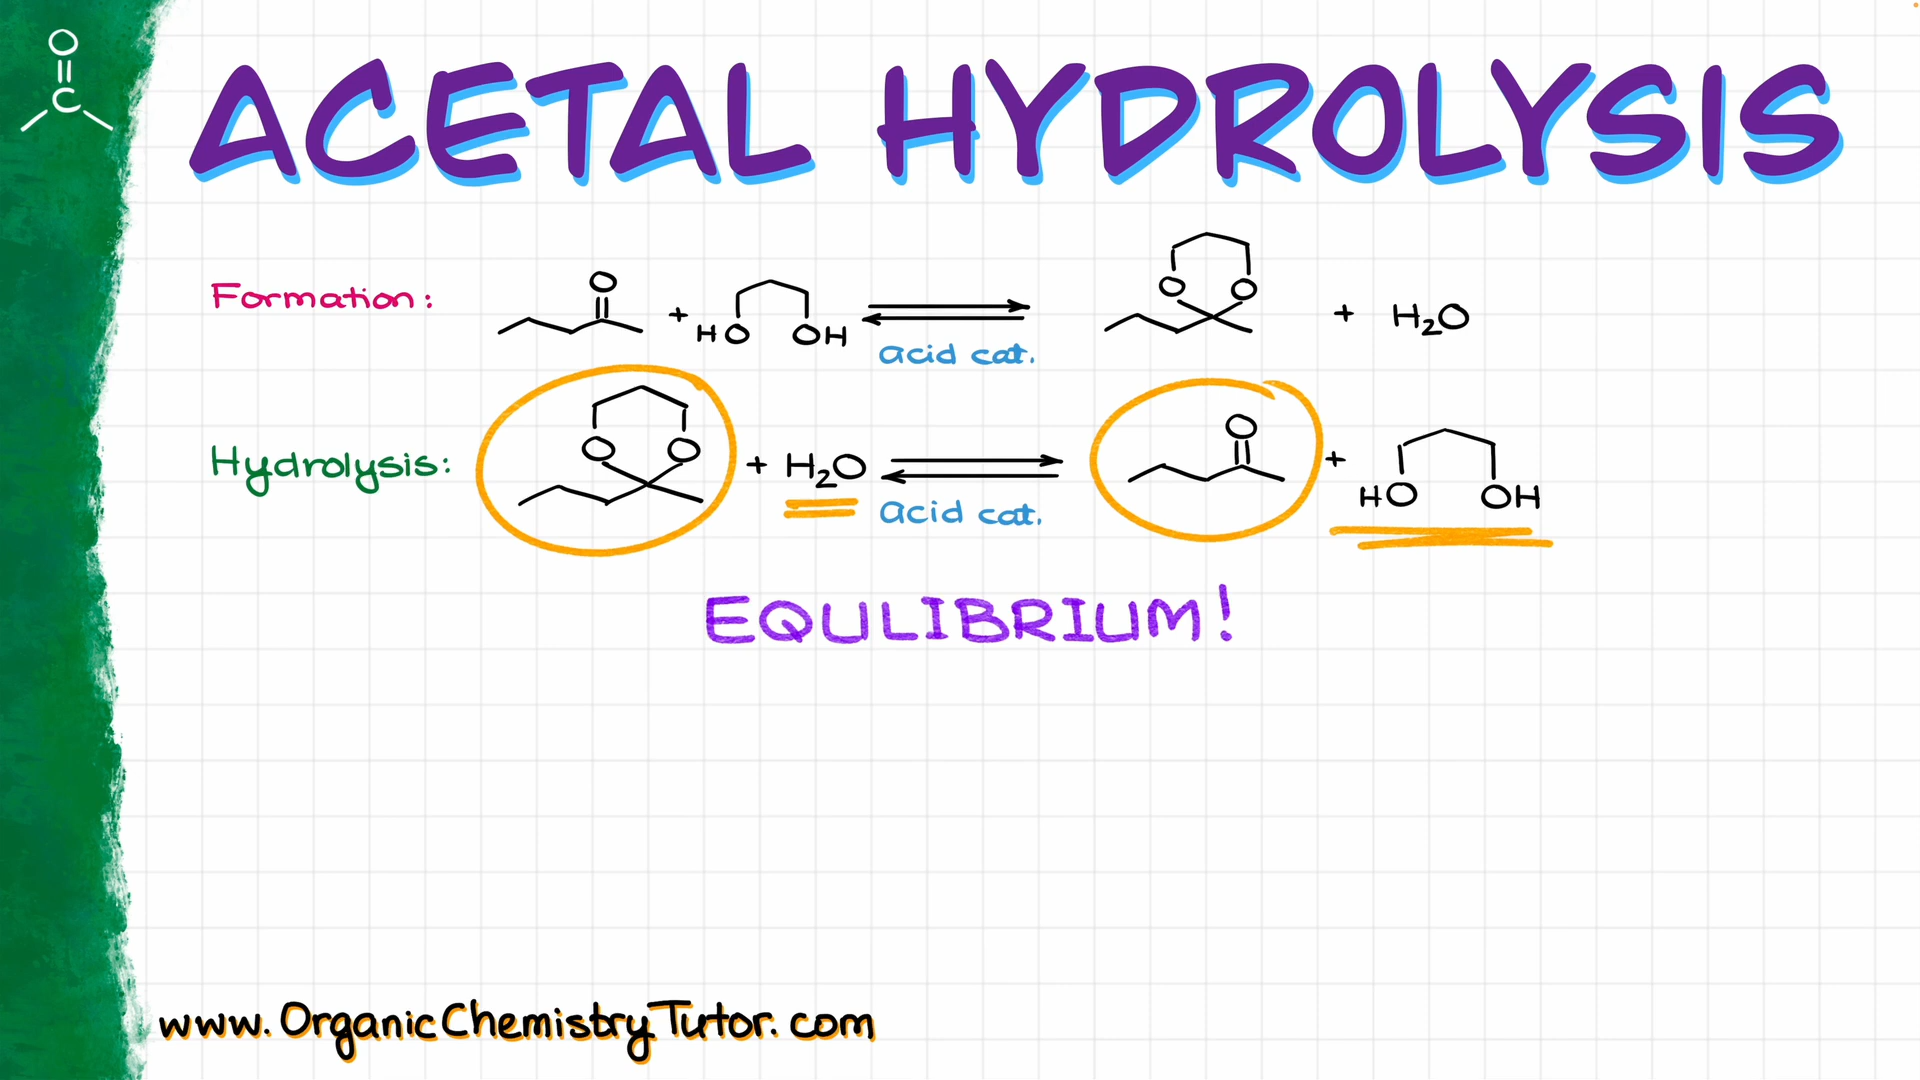 O
C
ACETAL HYDROLYSIS
Formation: O + HO OH acid cat. O O + H₂O
Hydrolysis: O O + H₂O acid cat. O + HO OH
EQULIBRIUM!
www.OrganicChemistryTutor.com